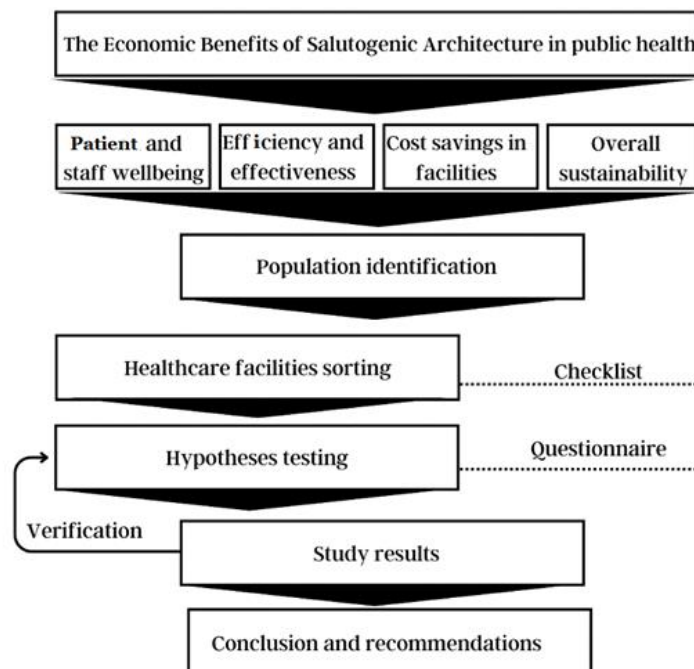 The Economic Benefits of Salutogenic Architecture in public health
Patient and
staff wellbeing
Efficiency and
effectiveness
Cost savings in
facilities
Overall
sustainability
Population identification
Healthcare facilities sorting
Checklist
Hypotheses testing
Questionnaire
Verification
Study results
Conclusion and recommendations